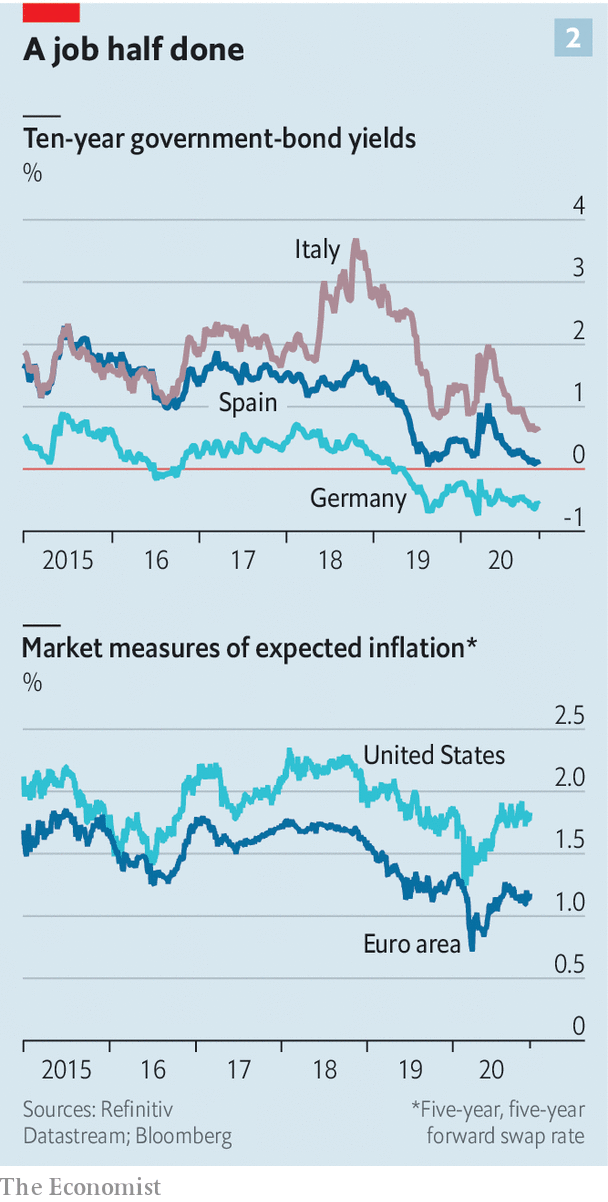 A job half done
2
Ten-year government-bond yields
%
4
Italy
3
2
1
Spain
0
Germany
-1
2015 16 17 18 19 20
Market measures of expected inflation*
%
2.5
United States
2.0
1.5
1.0
Euro area
0.5
0
2015 16 17 18 19 20
Sources: Refinitiv
Datastream; Bloomberg
*Five-year, five-year
forward swap rate
The Economist